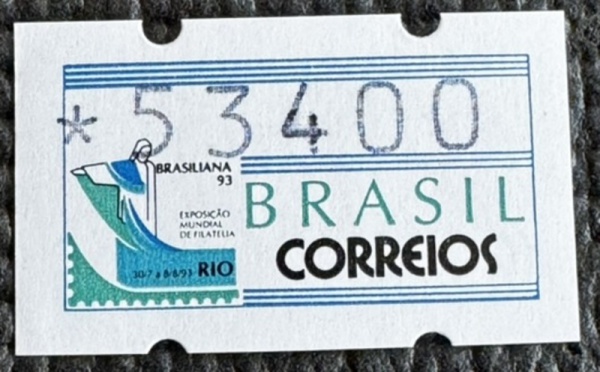 *53400
BRASILIANA
93
EXPOSIÇÃO
MUNDIAL
DE FILATELIA
30-7 a 8/8/93 RIO
BRASIL
CORREIOS